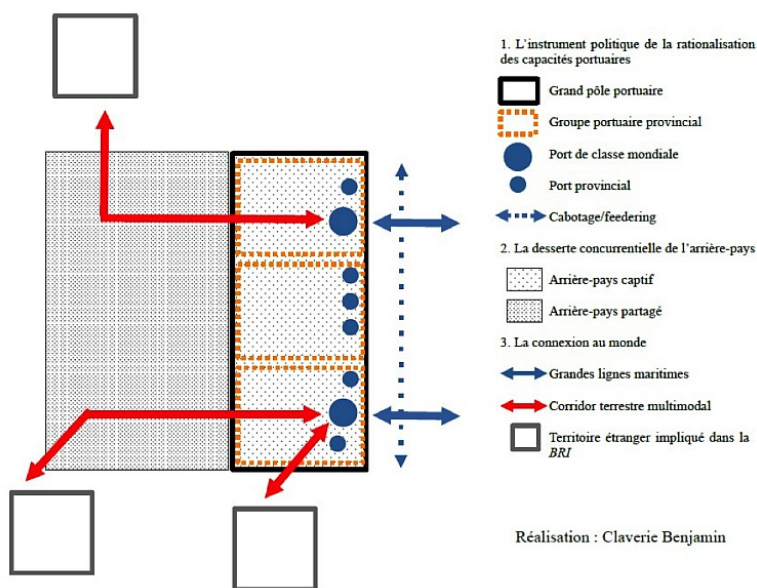 1. L'instrument politique de la rationalisation
des capacités portuaires
Grand pôle portuaire
Groupe portuaire provincial
Port de classe mondiale
Port provincial
Cabotage/feedering
2. La desserte concurrentielle de l'arrière-pays
Arrière-pays captif
Arrière-pays partagé
3. La connexion au monde
Grandes lignes maritimes
Corridor terrestre multimodal
Territoire étranger impliqué dans la
BRI
Réalisation : Claverie Benjamin